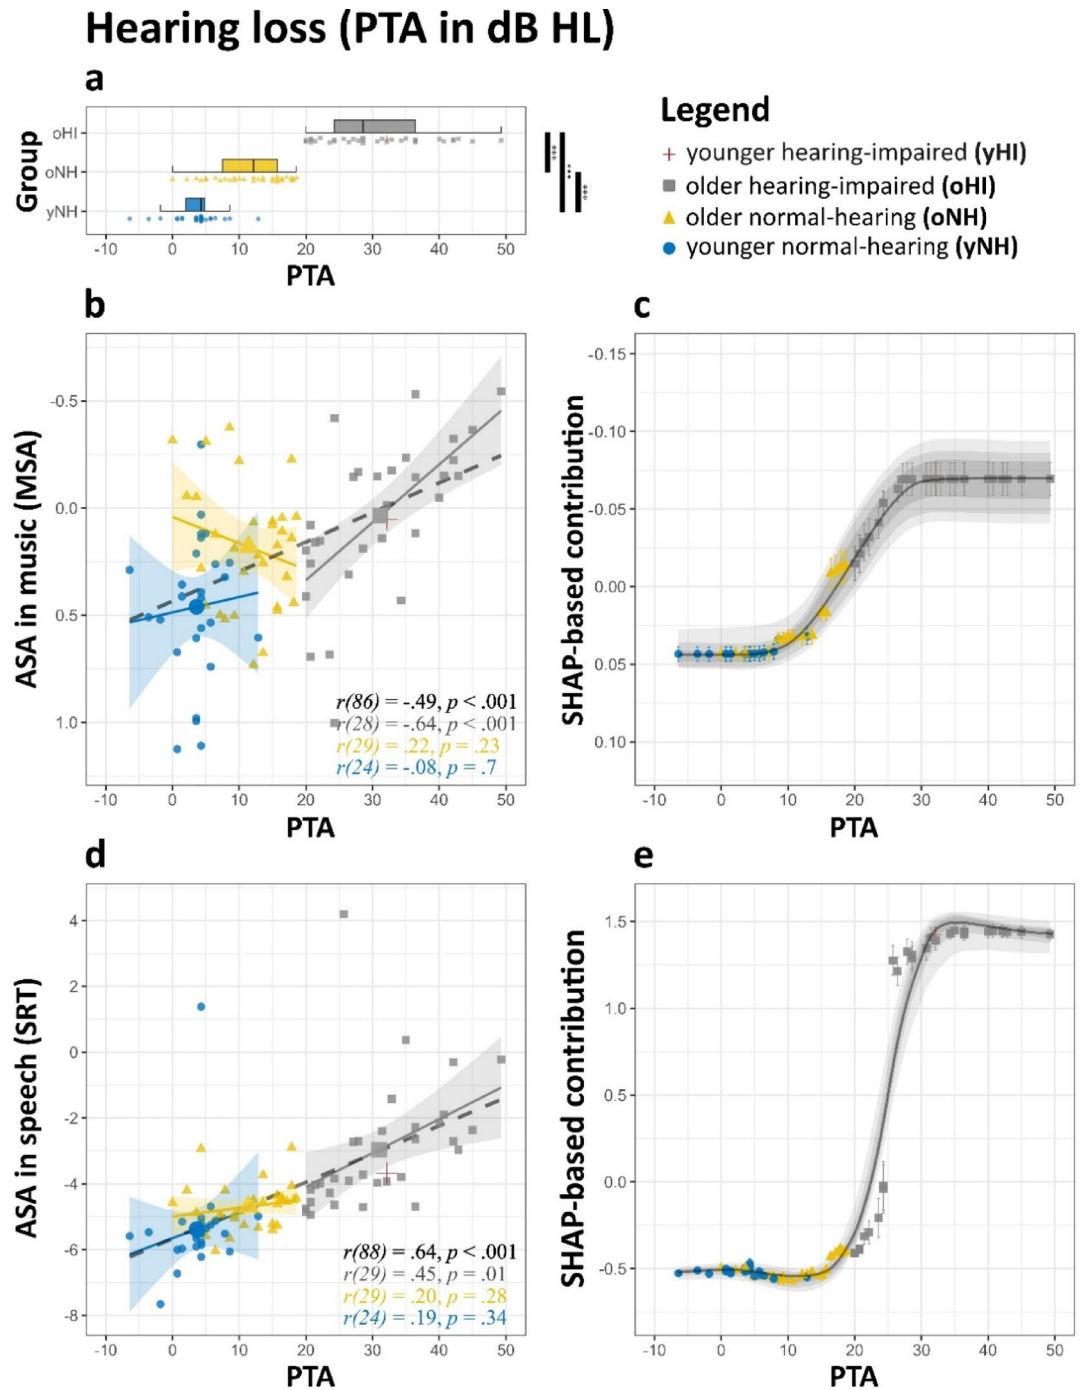 Hearing loss (PTA in dB HL)
a
Group
oHI
oNH
yNH
-10 0 10 20 30 40 50
PTA
***
***
***
Legend
+ younger hearing-impaired (yHI)
older hearing-impaired (oHI)
older normal-hearing (oNH)
younger normal-hearing (yNH)
b
ASA in music (MSA)
-0.5
0.0
0.5
1.0
r(86) = -.49, p < .001
r(28) = -.64, p < .001
r(29) = .22, p = .23
r(24) = -.08, p = .7
-10 0 10 20 30 40 50
PTA
c
SHAP-based contribution
-0.15
-0.10
-0.05
0.00
0.05
0.10
-10 0 10 20 30 40 50
PTA
d
ASA in speech (SRT)
4
2
0
-2
-4
-6
-8
r(88) = .64, p < .001
r(29) = .45, p = .01
r(29) = .20, p = .28
r(24) = .19, p = .34
-10 0 10 20 30 40 50
PTA
e
SHAP-based contribution
1.5
1.0
0.5
0.0
-0.5
-10 0 10 20 30 40 50
PTA